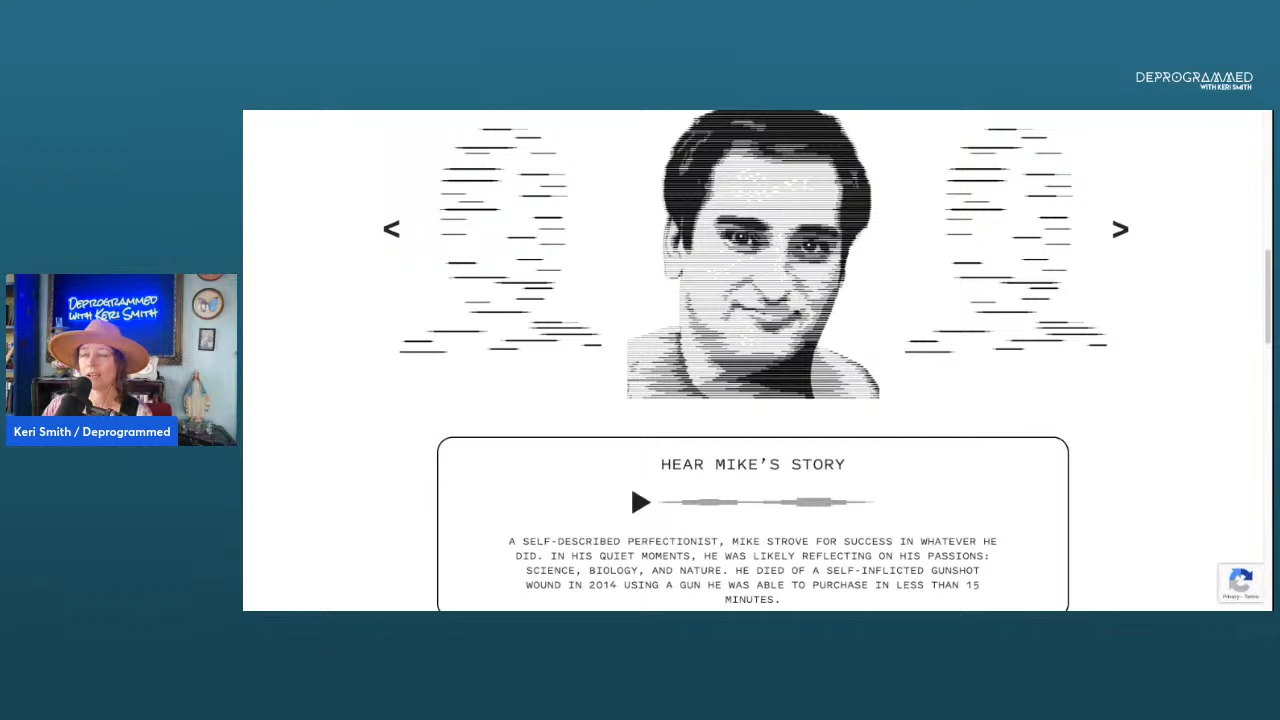 DEPROGRAMMED
WITH KERI SMITH
< >
DEPROGRAMMED
WITH KERI SMITH
Keri Smith / Deprogrammed
HEAR MIKE'S STORY
A SELF-DESCRIBED PERFECTIONIST, MIKE STROVE FOR SUCCESS IN WHATEVER HE
DID. IN HIS QUIET MOMENTS, HE WAS LIKELY REFLECTING ON HIS PASSIONS:
SCIENCE, BIOLOGY, AND NATURE. HE DIED OF A SELF-INFLICTED GUNSHOT
WOUND IN 2014 USING A GUN HE WAS ABLE TO PURCHASE IN LESS THAN 15
MINUTES.
Privacy - Terms